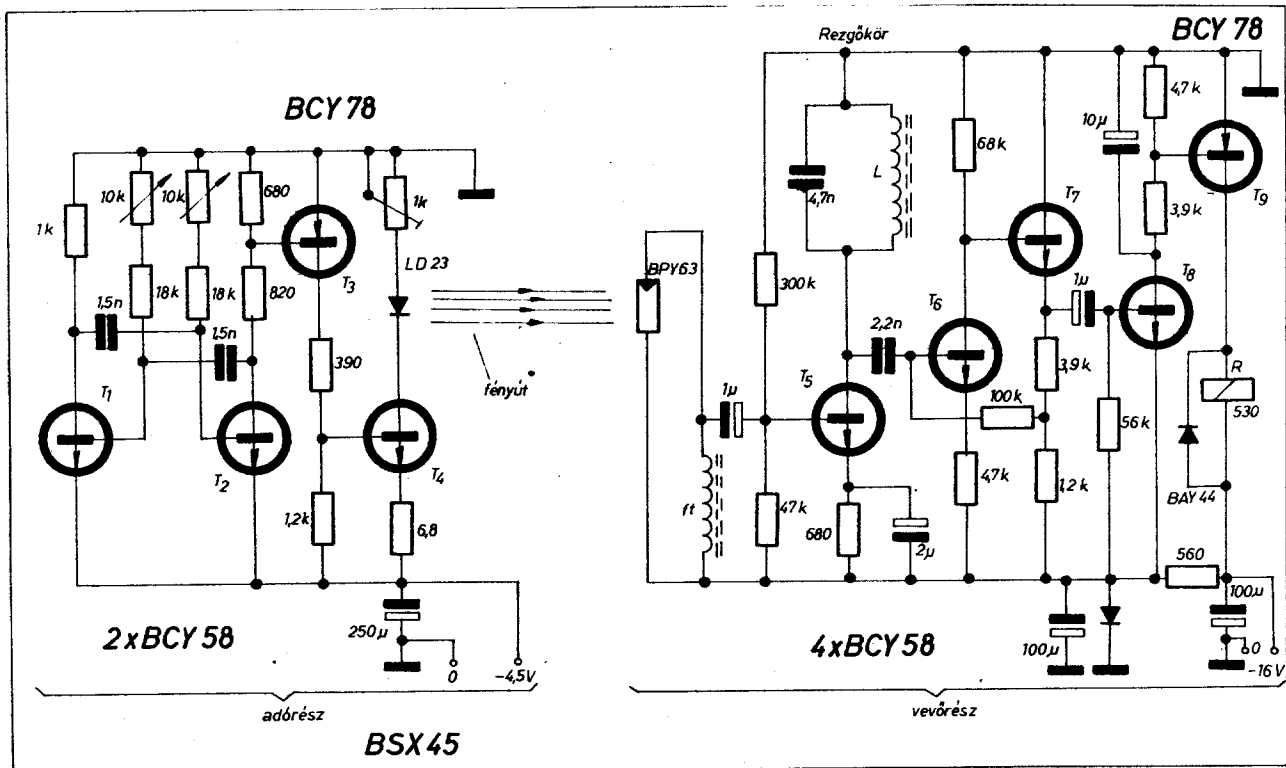 BCY 78
1k
10k
10k
680
18k
18k
820
1,5n
1,5n
T1
T2
T3
390
1,2k
1k
LD 23
T4
6,8
fényút
250µ
0
-4,5V
2xBCY 58
adórész
BSX45
Rezgőkör
BCY 78
4,7n
L
68k
T7
10µ
4,7k
T9
3,9k
BPY63
300k
T6
1µ
T8
2,2n
T5
1µ
3,9k
R
530
100k
56k
ft
47k
680
2µ
4,7k
1,2k
BAY 44
560
100µ
100µ
0
-16V
4xBCY 58
vevőrész